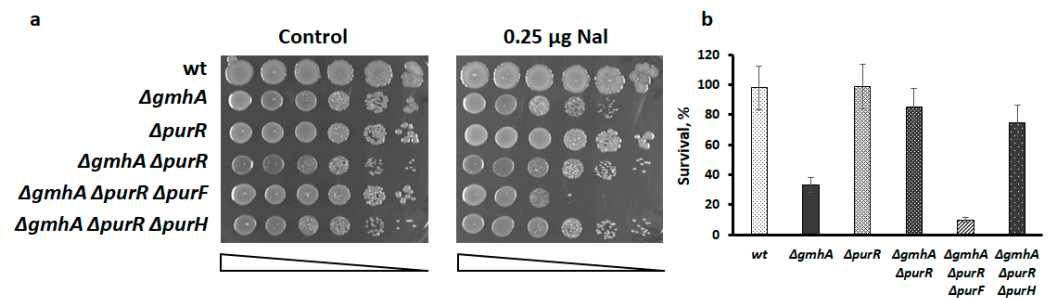 a
Control
0.25 µg Nal
wt
ΔgmhA
ΔpurR
ΔgmhA ΔpurR
ΔgmhA ΔpurR ΔpurF
ΔgmhA ΔpurR ΔpurH
b
Survival, %
120
100
80
60
40
20
0
wt
ΔgmhA
ΔpurR
ΔgmhA
ΔpurR
ΔgmhA
ΔpurR
ΔpurF
ΔgmhA
ΔpurR
ΔpurH